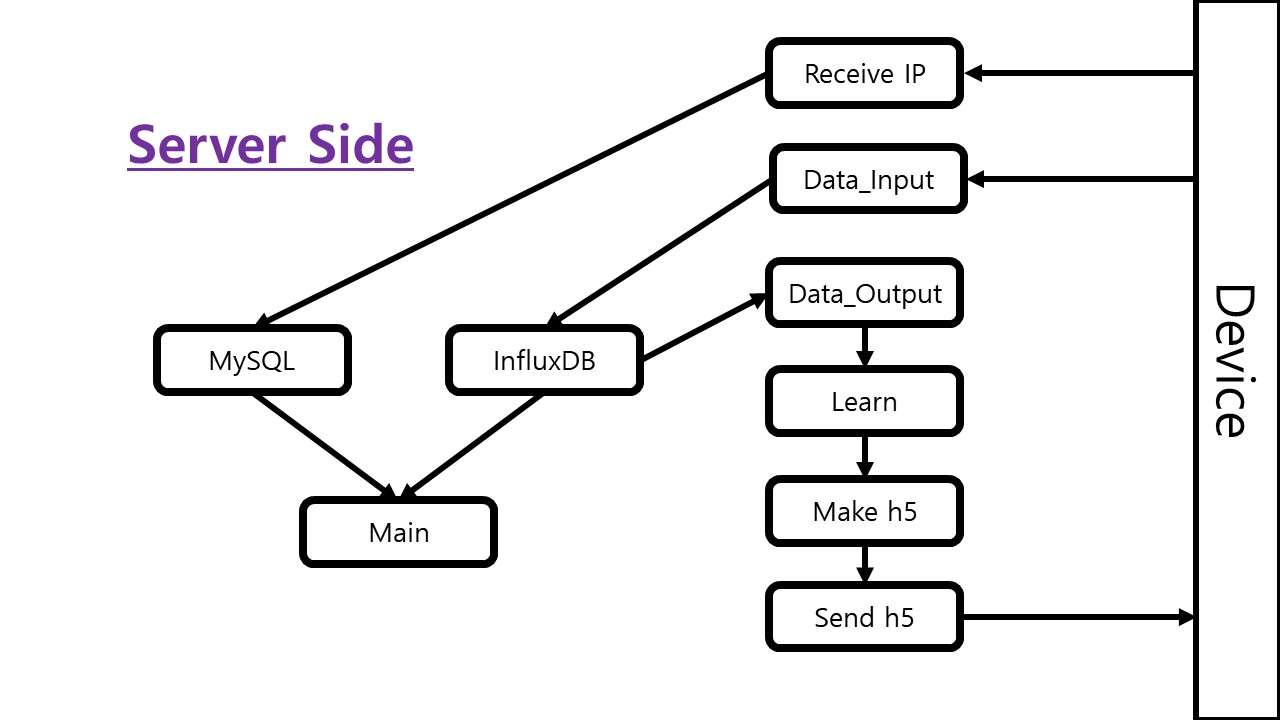 Server Side
Receive IP
Data_Input
Data_Output
MySQL
InfluxDB
Learn
Make h5
Main
Send h5
Device